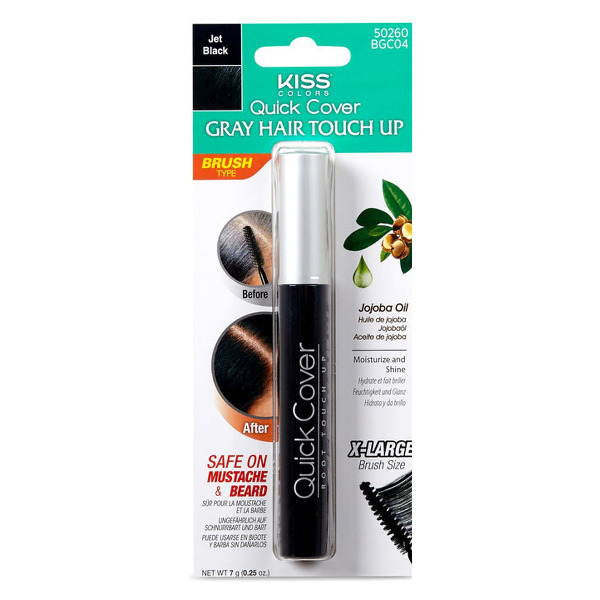 Jet
Black
50260
BGC04
KISS
COLORS
Quick Cover
GRAY HAIR TOUCH UP
BRUSH
TYPE
Before
After
Jojoba Oil
Huile de jojoba
Jojobaöl
Aceite de jojoba
Moisturize and
Shine
Hydrate et fait briller
Feuchtigkeit und Glanz
Hidrata y da brillo
X-LARGE
Brush Size
Quick Cover
ROOT TOUCH UP
SAFE ON
MUSTACHE
& BEARD
SÛR POUR LA MOUSTACHE
ET LA BARBE
UNGEFÄHRLICH AUF
SCHNURRBART UND BART
PUEDE USARSE EN BIGOTE
Y BARBA SIN DAÑARLOS
NET WT 7 g (0.25 oz.)